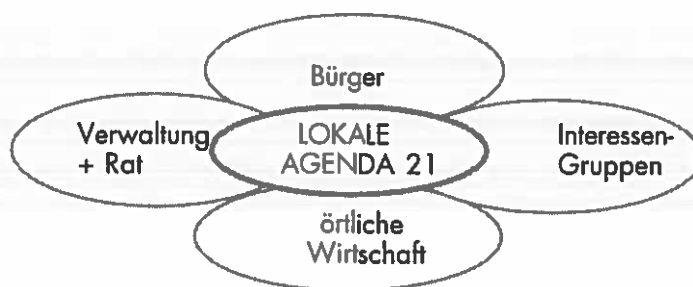 Bürger
Verwaltung
+ Rat
LOKALE
AGENDA 21
Interessen-
Gruppen
örtliche
Wirtschaft